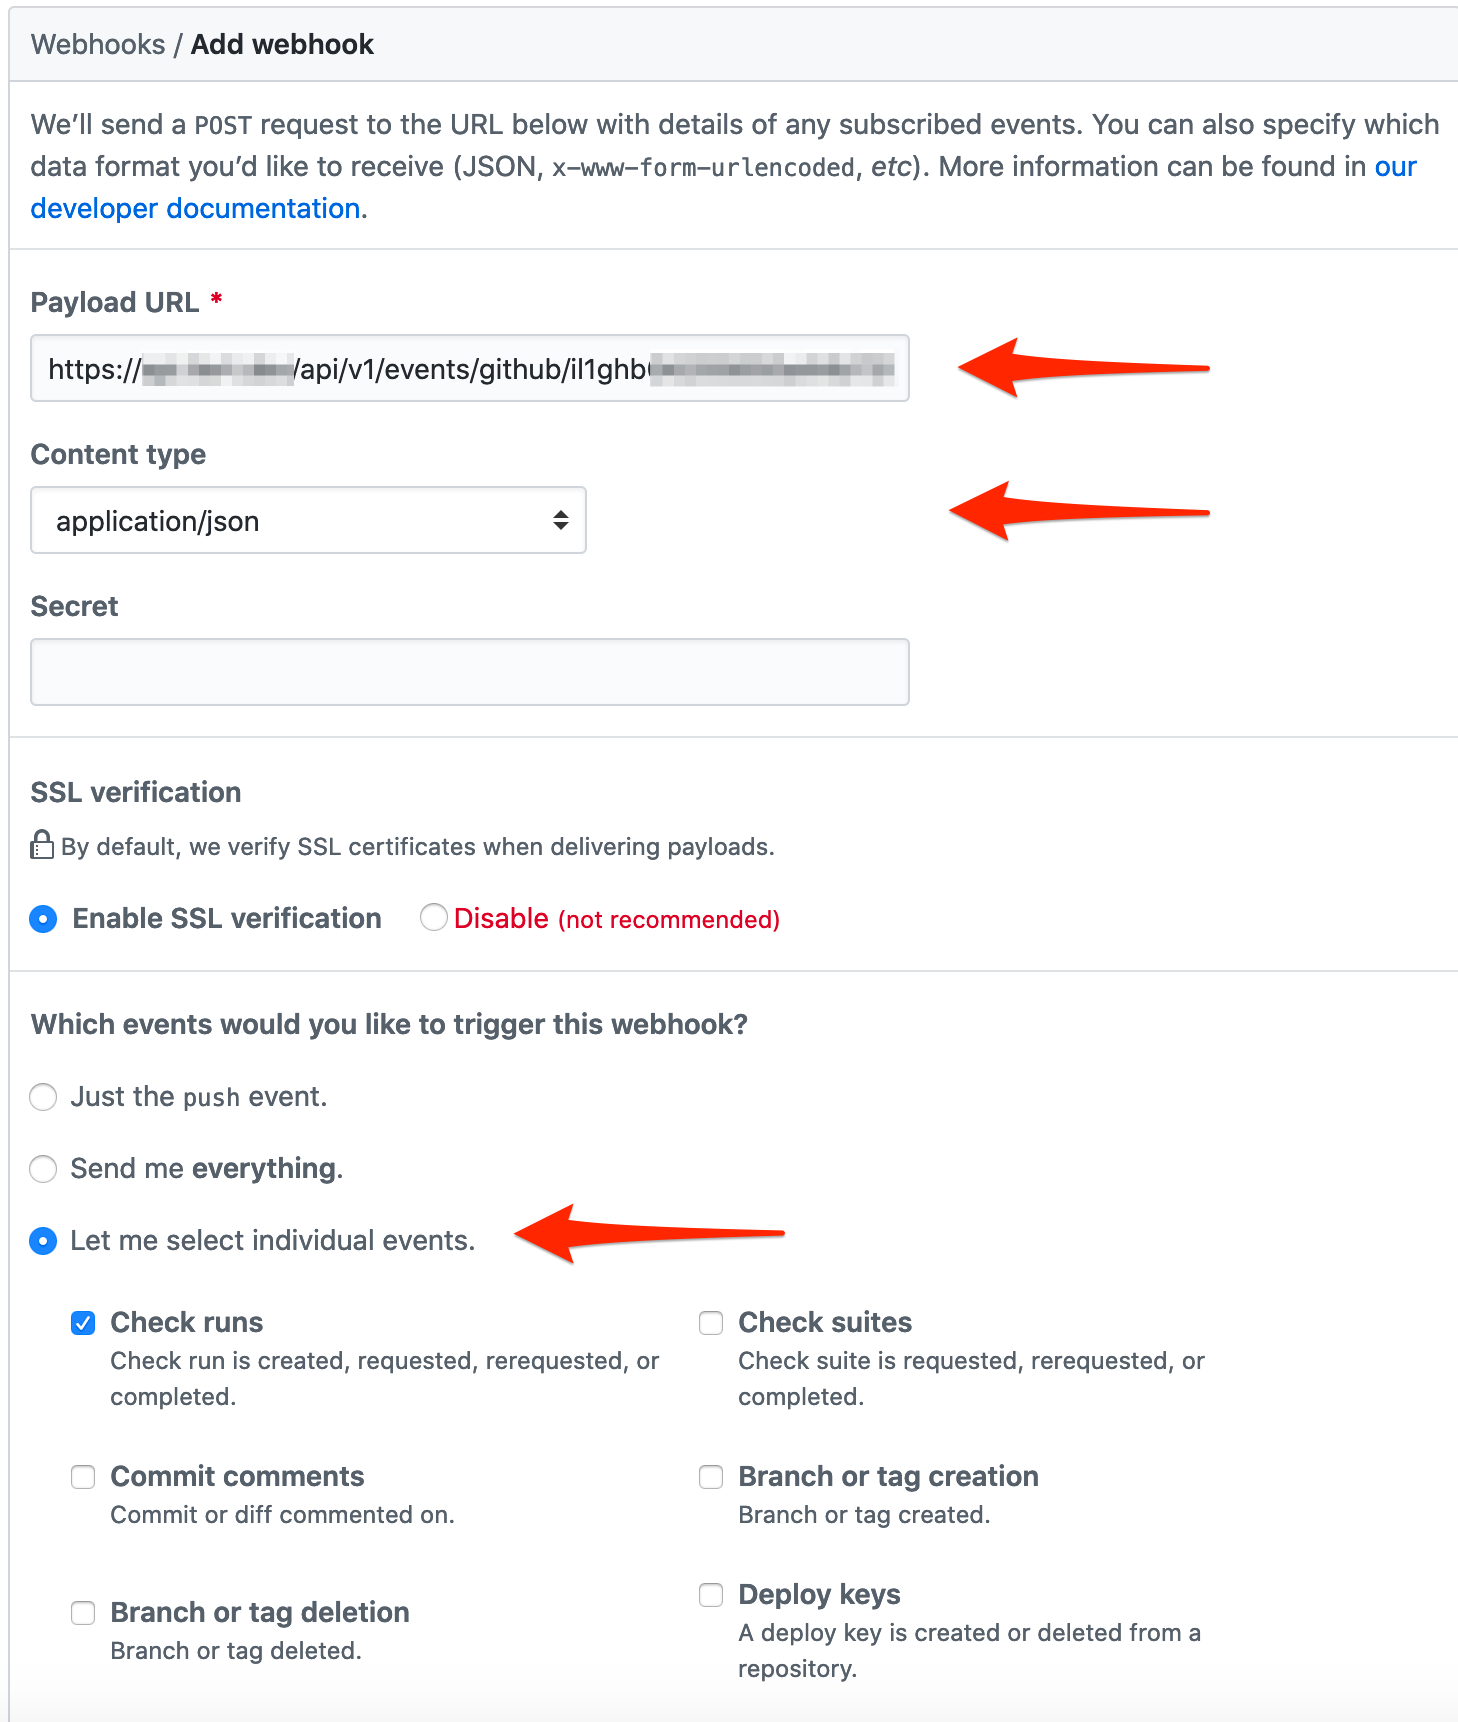 Webhooks / Add webhook
We’ll send a POST request to the URL below with details of any subscribed events. You can also specify which
data format you’d like to receive (JSON, x-www-form-urlencoded, etc). More information can be found in our
developer documentation.
Payload URL *
https:// /api/v1/events/github/il1ghb
Content type
application/json
Secret
SSL verification
By default, we verify SSL certificates when delivering payloads.
Enable SSL verification Disable (not recommended)
Which events would you like to trigger this webhook?
Just the push event.
Send me everything.
Let me select individual events.
Check runs
Check run is created, requested, rerequested, or
completed.
Check suites
Check suite is requested, rerequested, or
completed.
Commit comments
Commit or diff commented on.
Branch or tag creation
Branch or tag created.
Branch or tag deletion
Branch or tag deleted.
Deploy keys
A deploy key is created or deleted from a
repository.